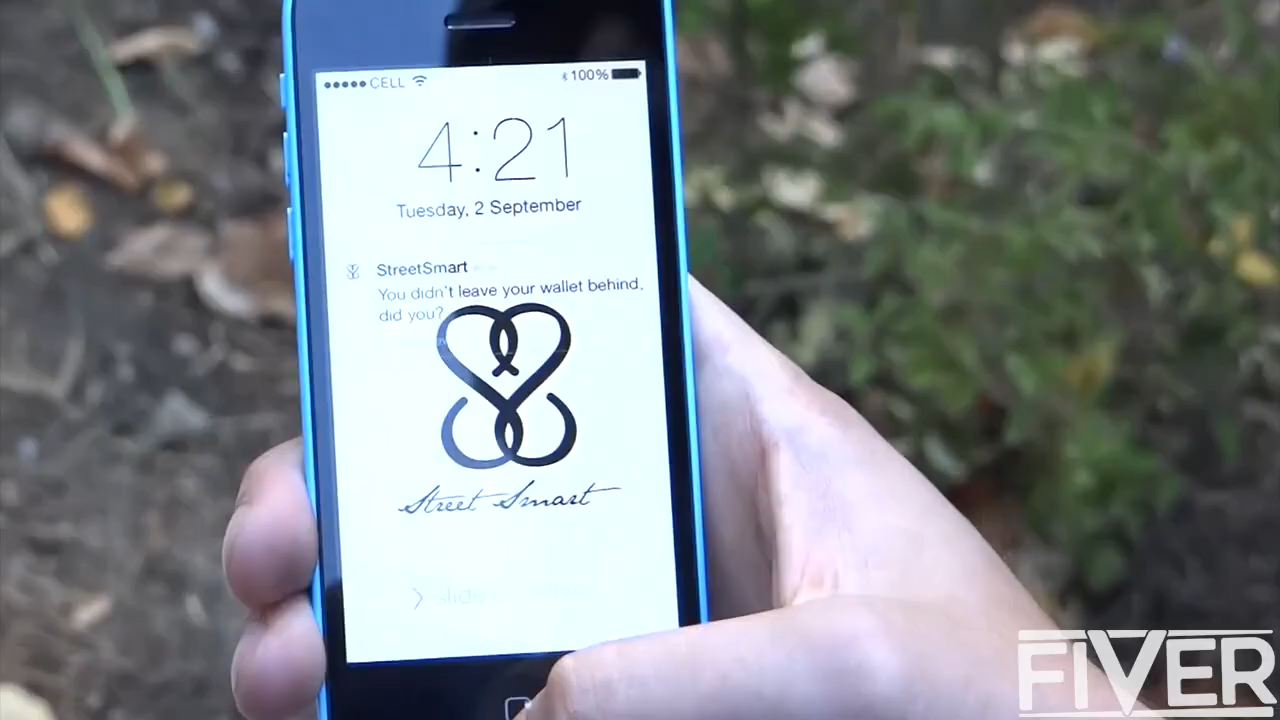 CELL 100%
4:21
Tuesday, 2 September
StreetSmart
You didn't leave your wallet behind,
did you?
Street Smart
slide
FIVER